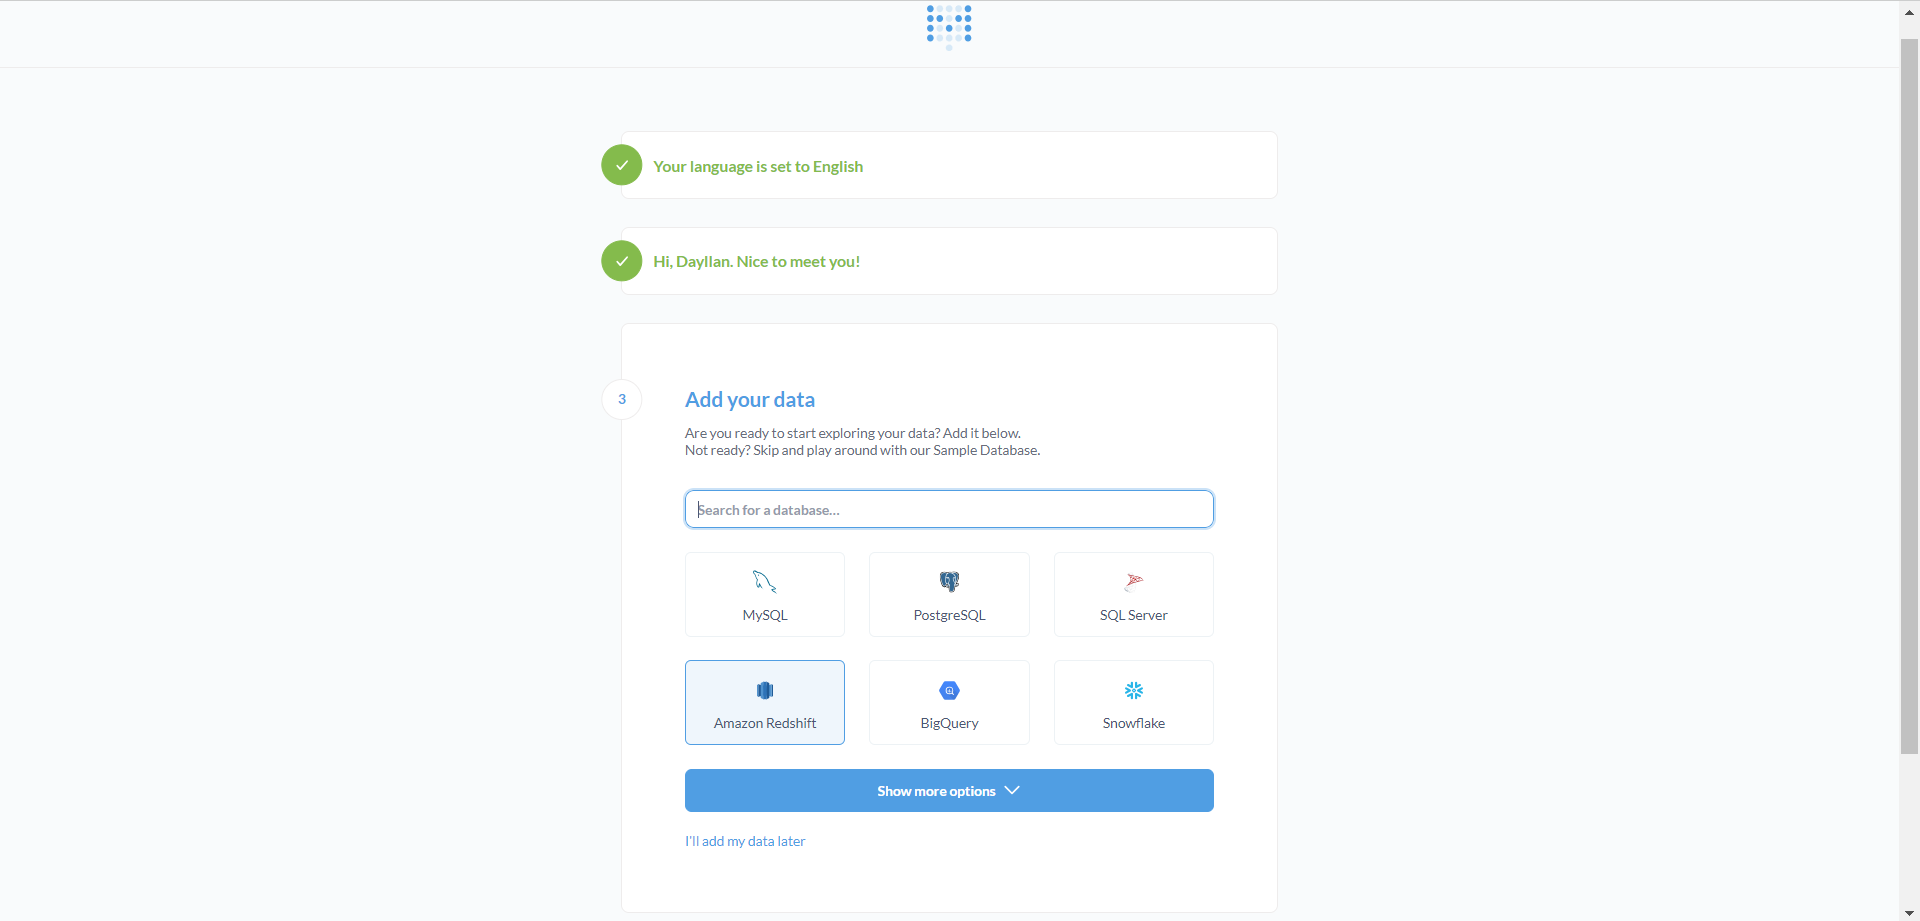 Your language is set to English
Hi, Dayllan. Nice to meet you!
3
Add your data
Are you ready to start exploring your data? Add it below.
Not ready? Skip and play around with our Sample Database.
Search for a database...
MySQL
PostgreSQL
SQL Server
Amazon Redshift
BigQuery
Snowflake
Show more options
I'll add my data later